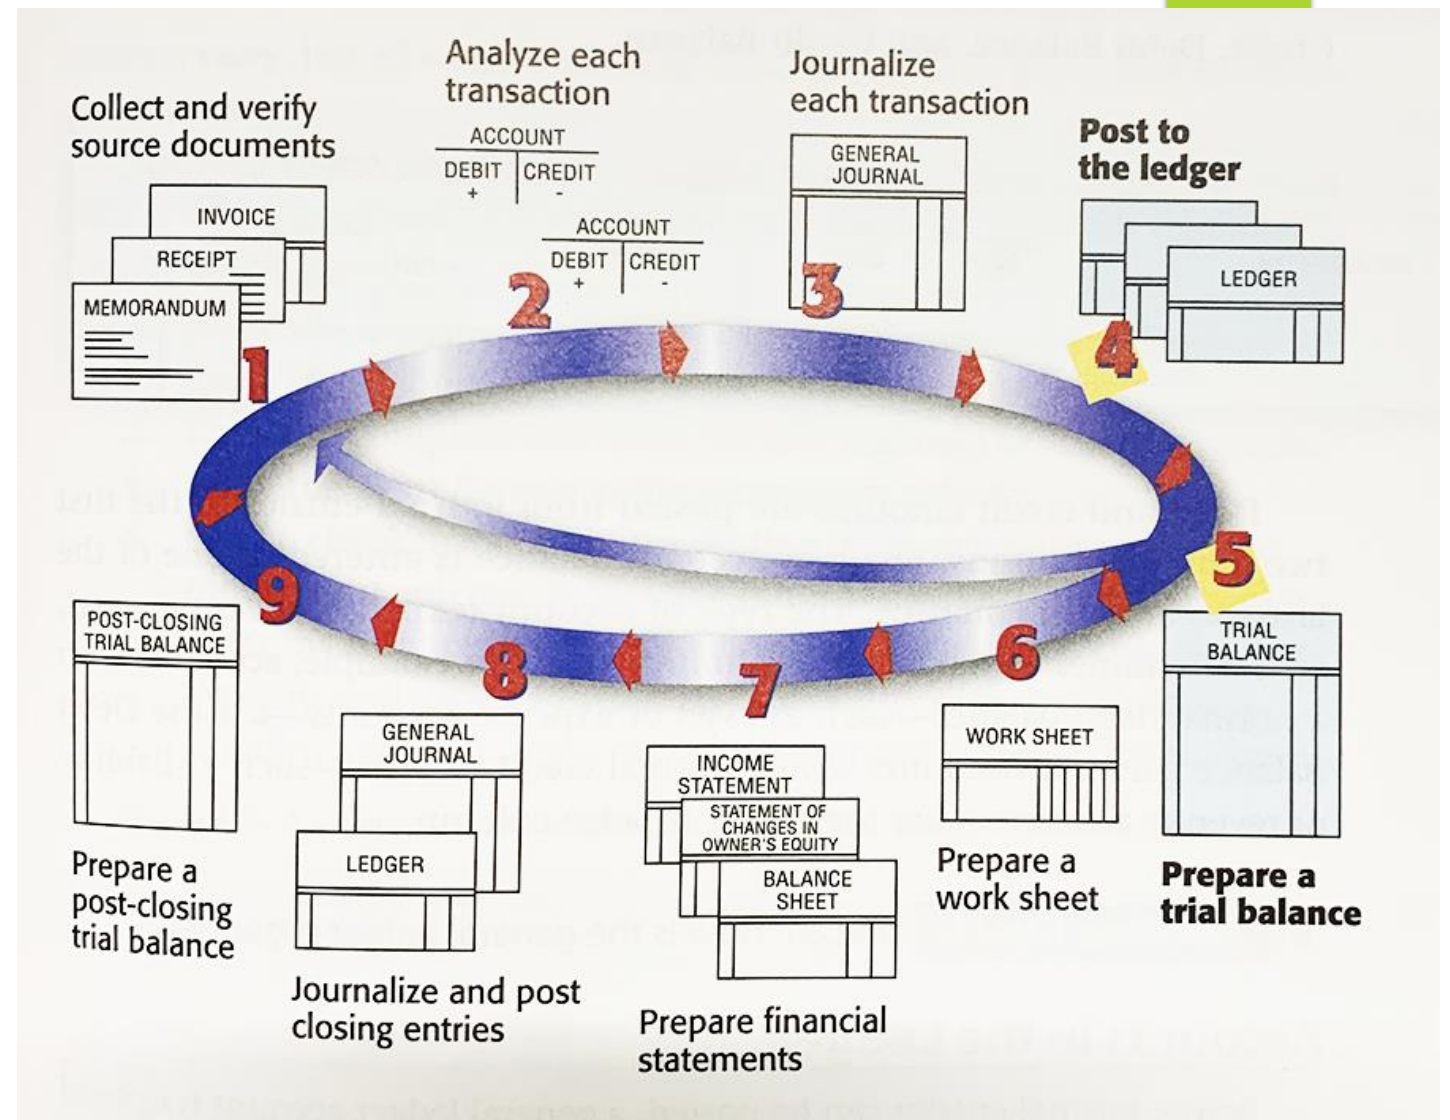 Collect and verify
source documents
INVOICE
RECEIPT
MEMORANDUM
1
Analyze each
transaction
ACCOUNT
DEBIT CREDIT
+ -
ACCOUNT
DEBIT CREDIT
+ -
2
Journalize
each transaction
GENERAL
JOURNAL
3
Post to
the ledger
LEDGER
4
5
TRIAL
BALANCE
Prepare a
trial balance
6
WORK SHEET
Prepare a
work sheet
7
INCOME
STATEMENT
STATEMENT OF
CHANGES IN
OWNER'S EQUITY
BALANCE
SHEET
Prepare financial
statements
8
GENERAL
JOURNAL
LEDGER
Journalize and post
closing entries
9
POST-CLOSING
TRIAL BALANCE
Prepare a
post-closing
trial balance